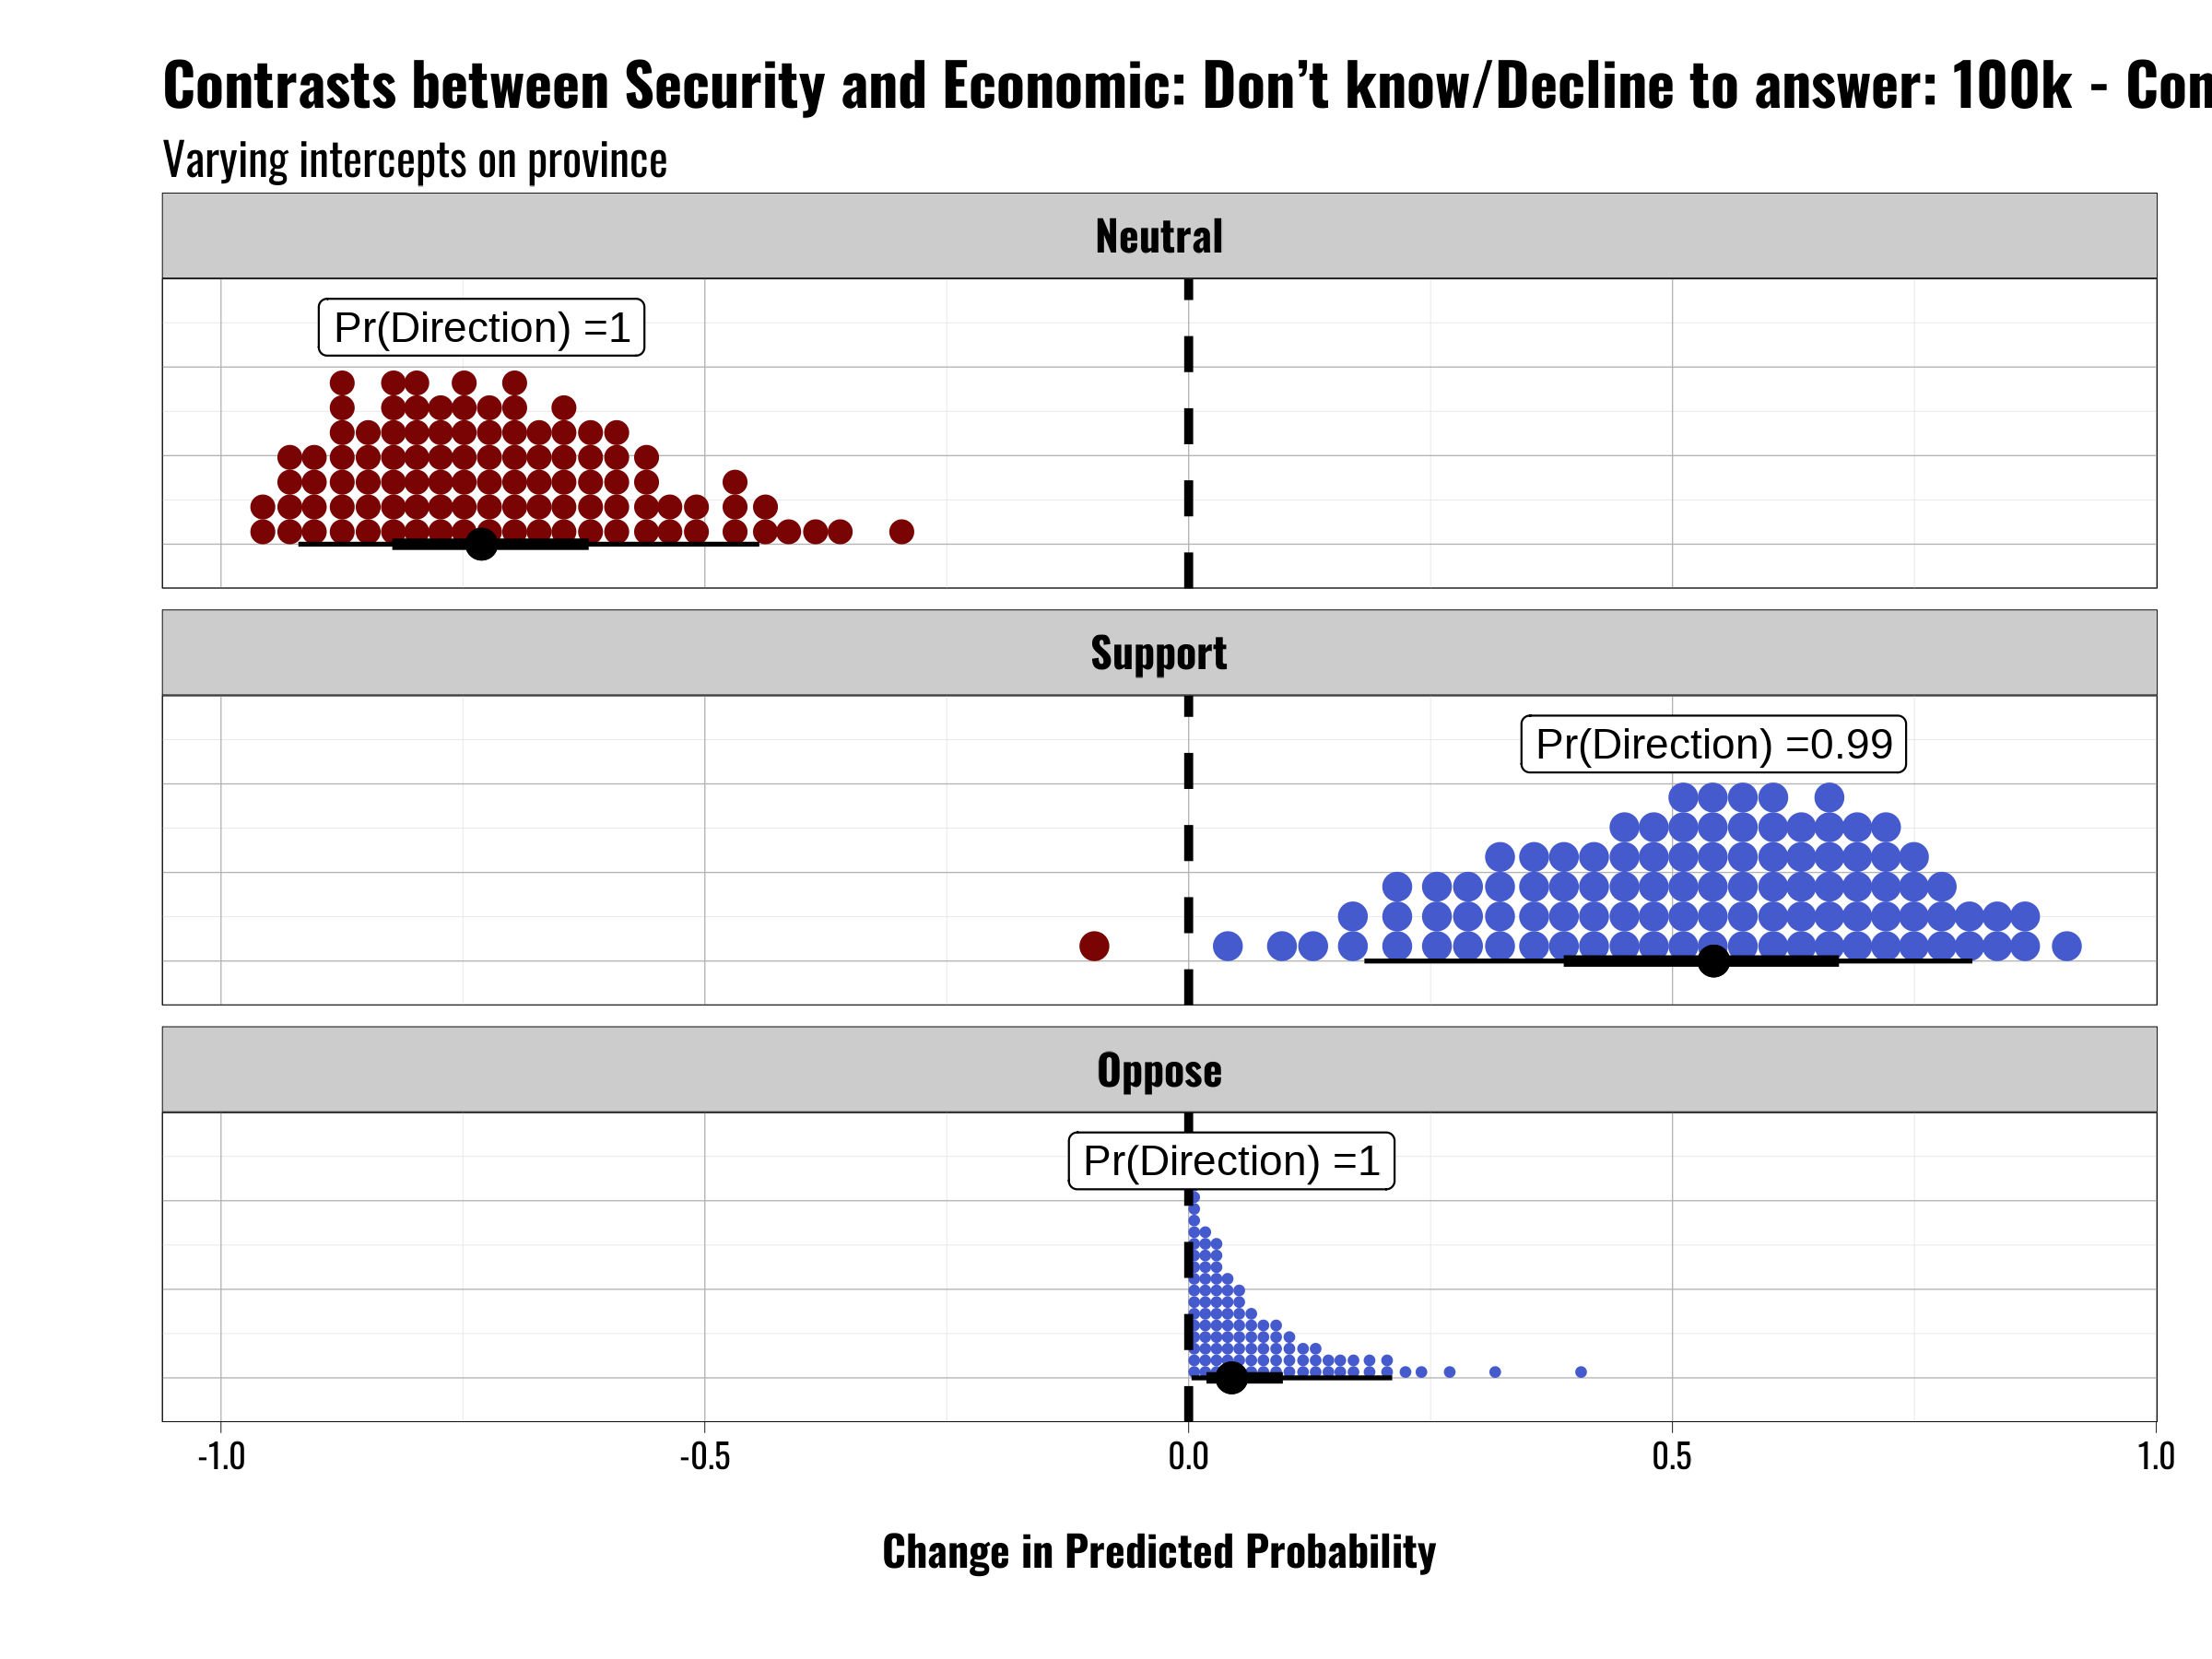 Contrasts between Security and Economic: Don’t know/Decline to answer: 100k - Con
Varying intercepts on province
Neutral
Pr(Direction) =1
Support
Pr(Direction) =0.99
Oppose
Pr(Direction) =1
-1.0 -0.5 0.0 0.5 1.0
Change in Predicted Probability